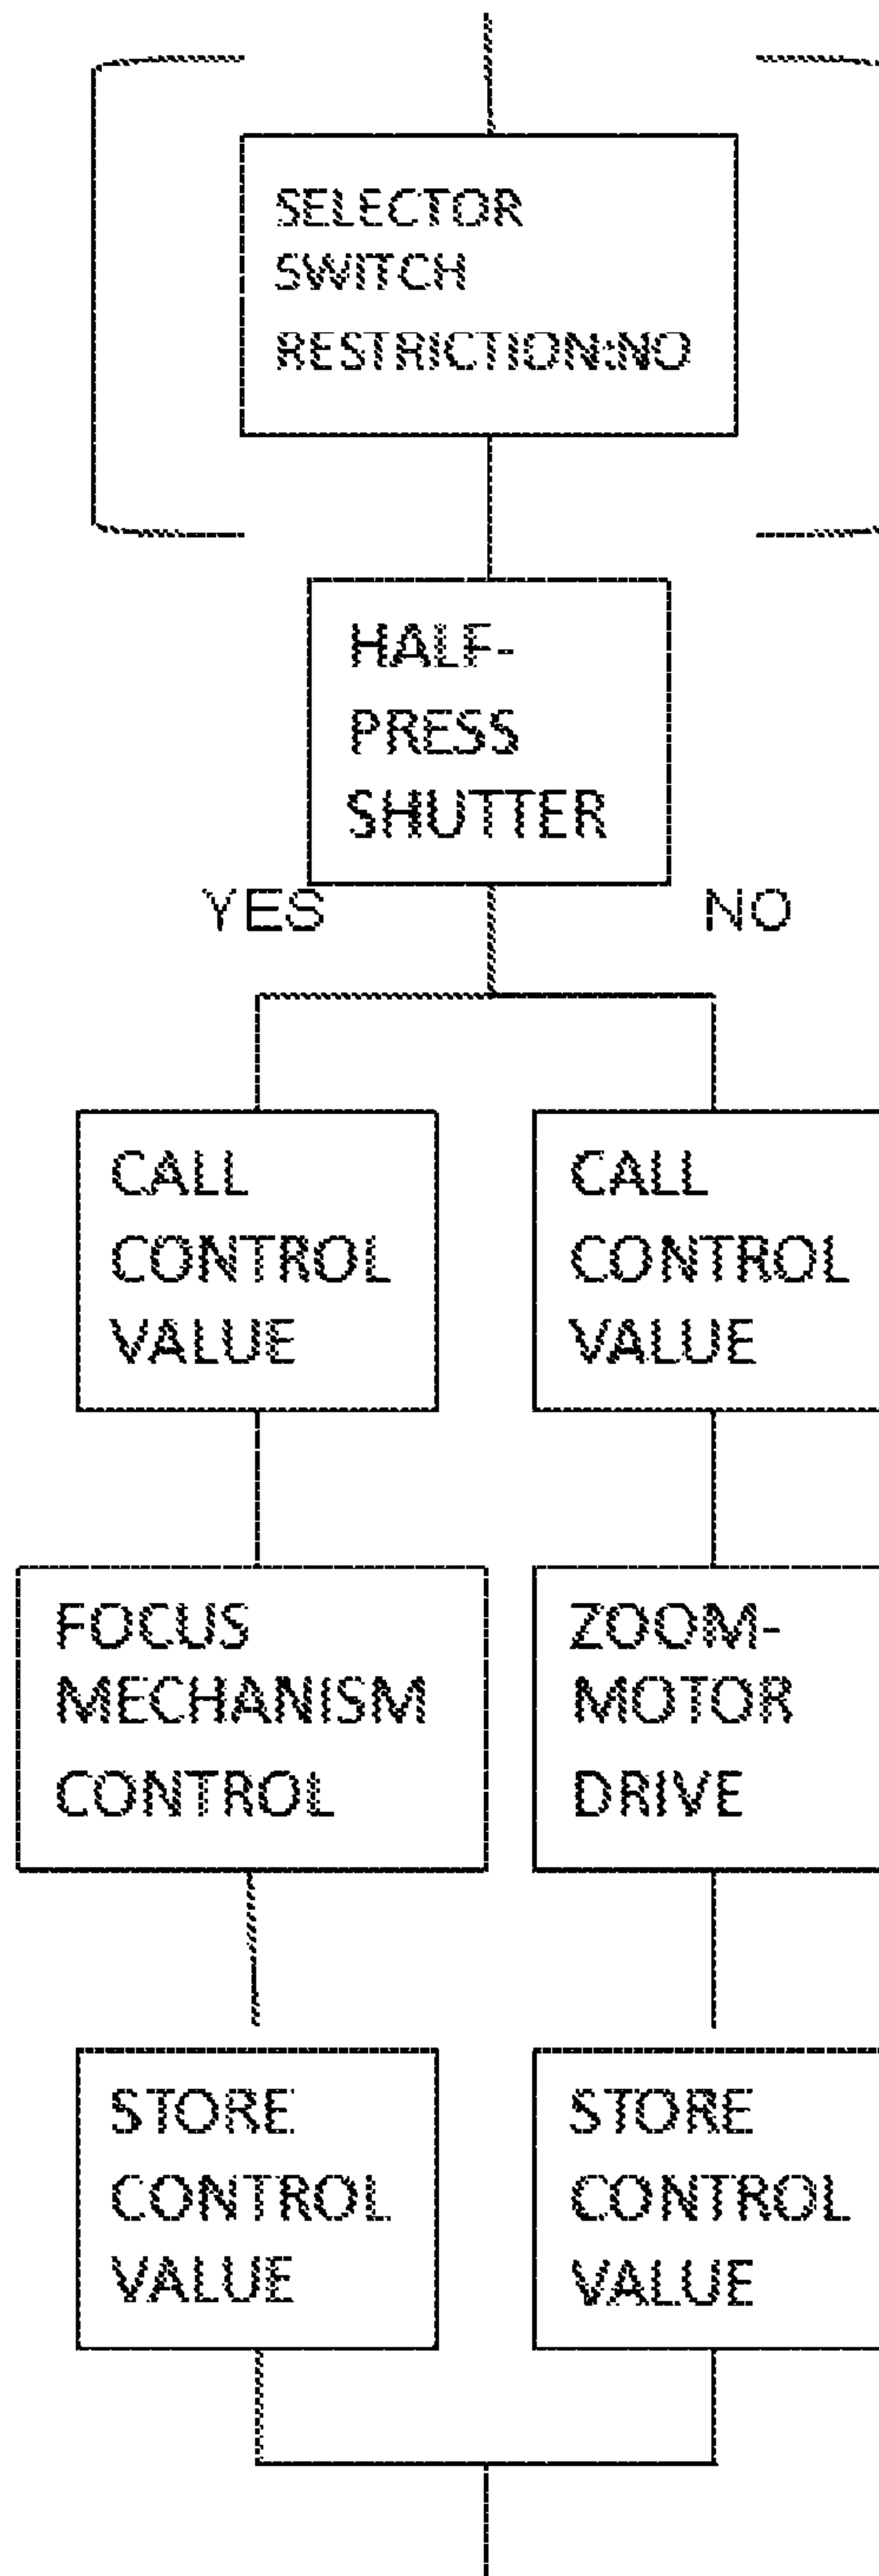 SELECTOR
SWITCH
RESTRICTION:NO
HALF-
PRESS
SHUTTER
YES
NO
CALL
CONTROL
VALUE
CALL
CONTROL
VALUE
FOCUS
MECHANISM
CONTROL
ZOOM-
MOTOR
DRIVE
STORE
CONTROL
VALUE
STORE
CONTROL
VALUE